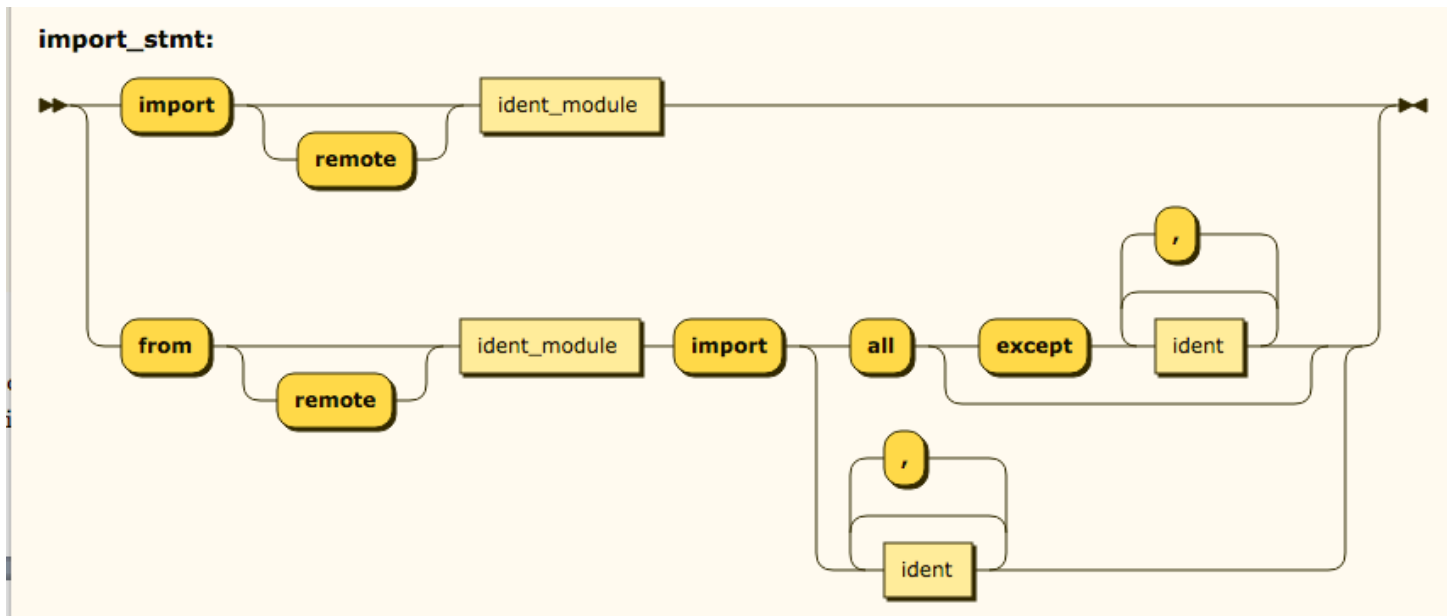 import_stmt:
import ident_module
remote
,
from ident_module import all except ident
remote
,
ident